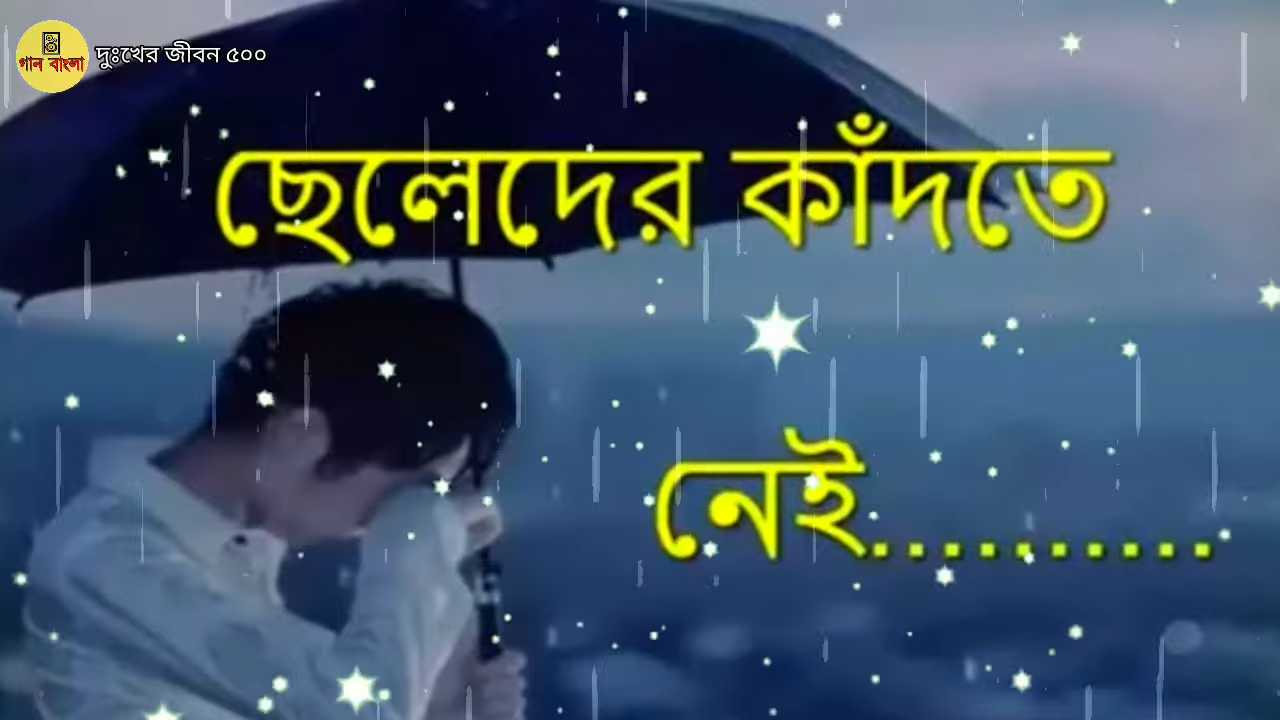 গান বাংলা
দুঃখের জীবন ৫০০
ছেলেদের কাঁদতে
নেই..........